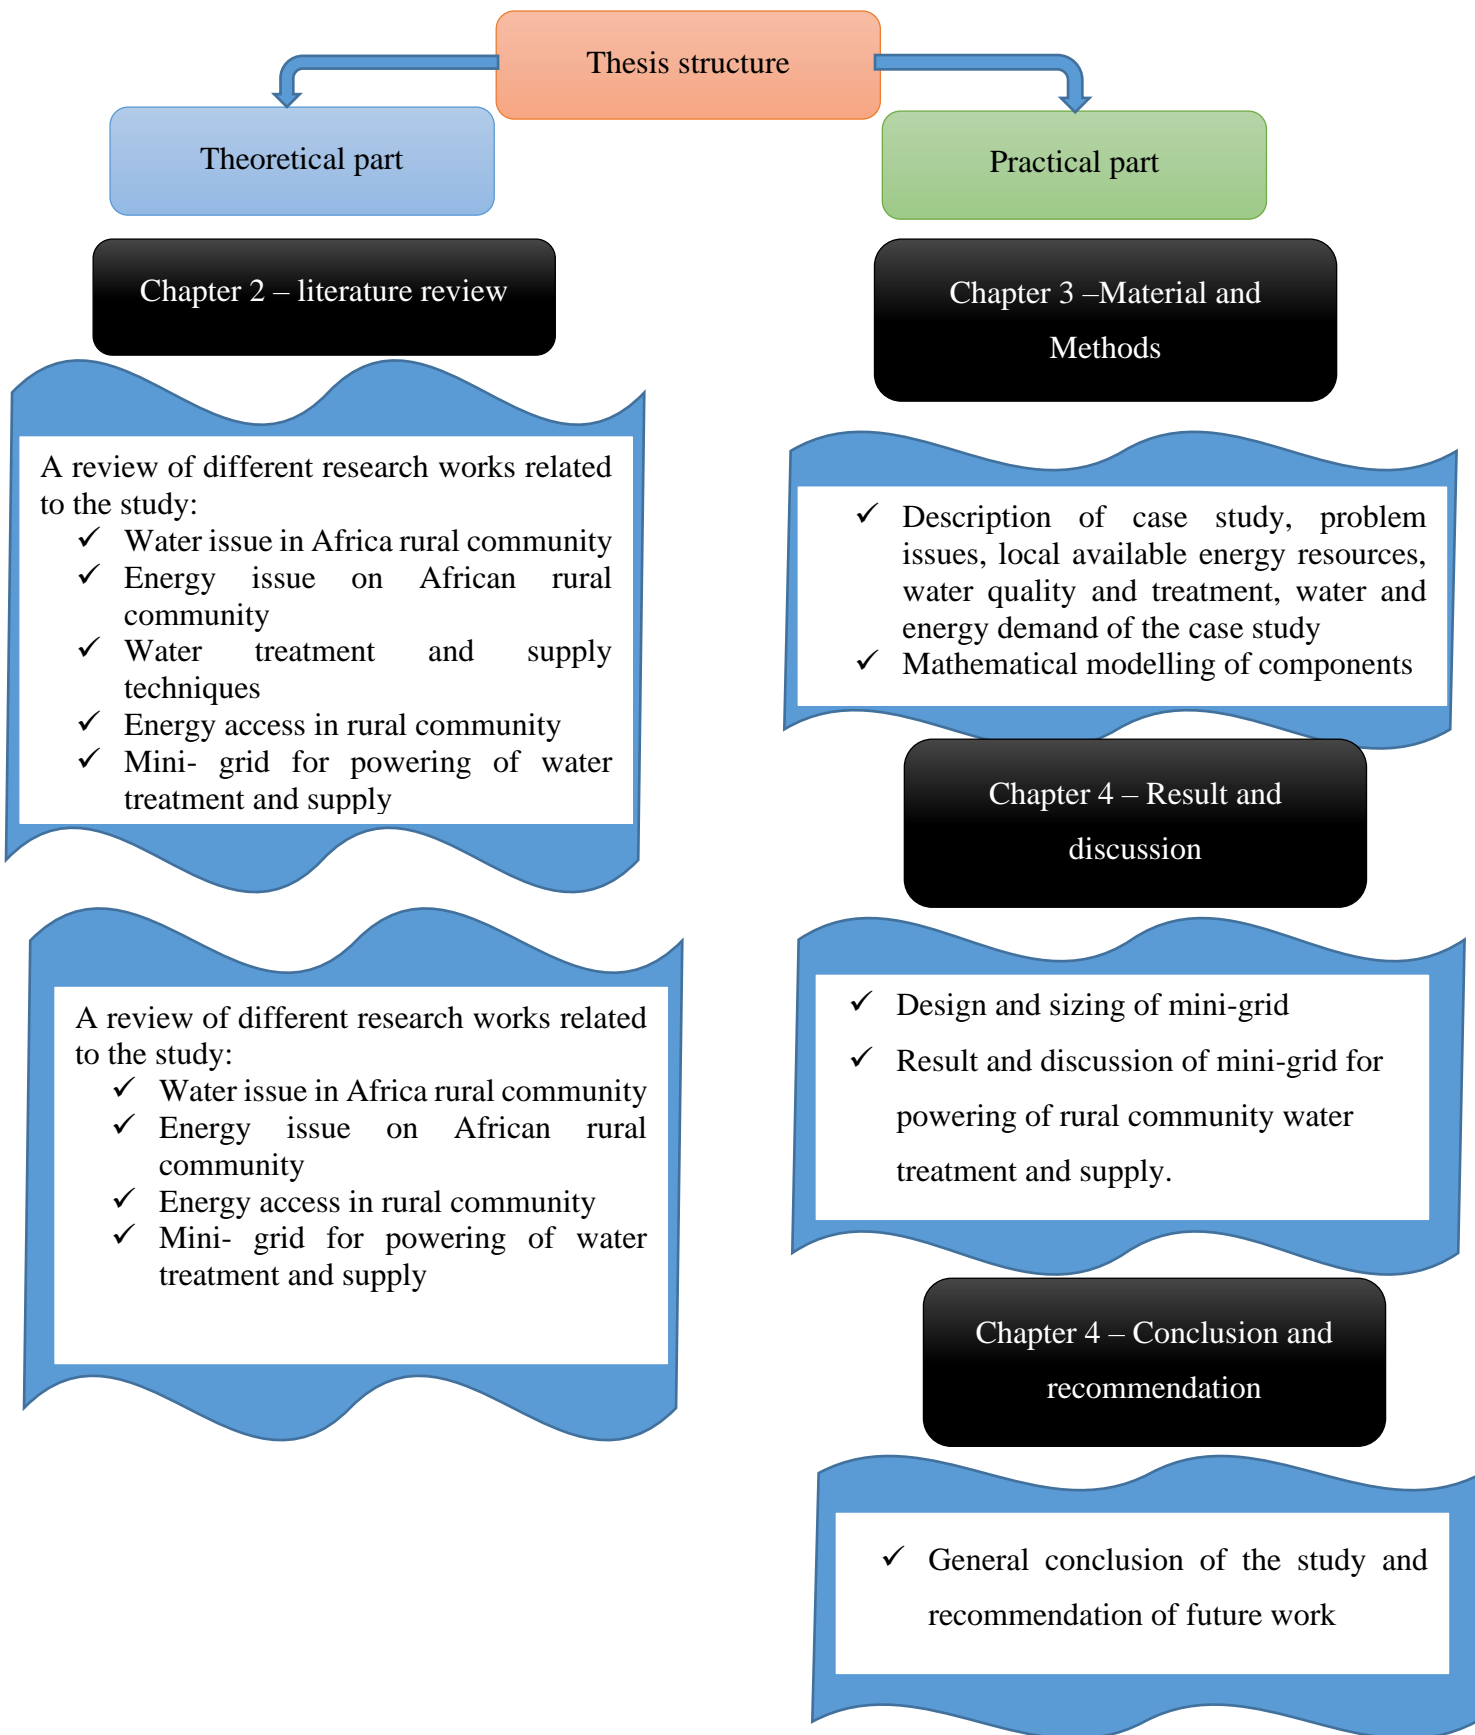 Thesis structure
Theoretical part
Practical part
Chapter 2 – literature review
A review of different research works related
to the study:
✓ Water issue in Africa rural community
✓ Energy issue on African rural
community
✓ Water treatment and supply
techniques
✓ Energy access in rural community
✓ Mini- grid for powering of water
treatment and supply
A review of different research works related
to the study:
✓ Water issue in Africa rural community
✓ Energy issue on African rural
community
✓ Energy access in rural community
✓ Mini- grid for powering of water
treatment and supply
Chapter 3 –Material and
Methods
✓ Description of case study, problem
issues, local available energy resources,
water quality and treatment, water and
energy demand of the case study
✓ Mathematical modelling of components
Chapter 4 – Result and
discussion
✓ Design and sizing of mini-grid
✓ Result and discussion of mini-grid for
powering of rural community water
treatment and supply.
Chapter 4 – Conclusion and
recommendation
✓ General conclusion of the study and
recommendation of future work